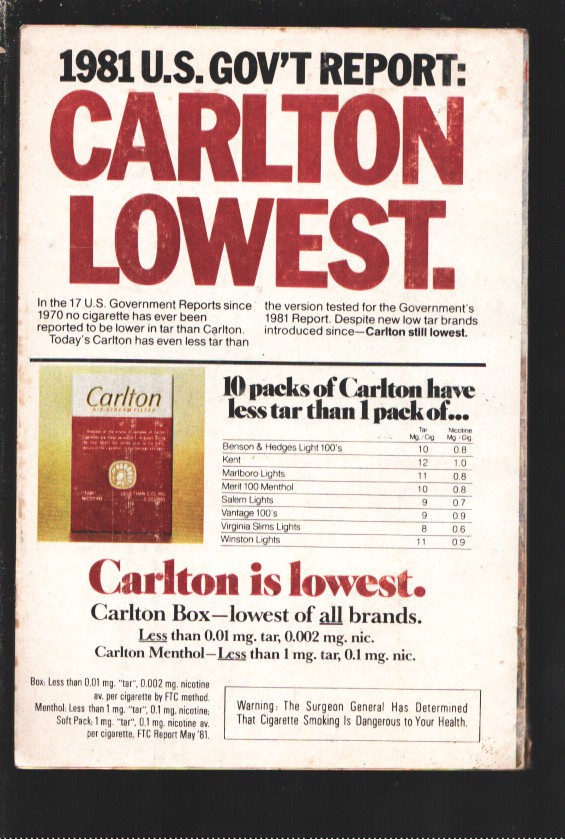 1981 U.S. GOV'T REPORT:
CARLTON
LOWEST.
In the 17 U.S. Government Reports since
1970 no cigarette has ever been
reported to be lower in tar than Carlton.
Today's Carlton has even less tar than
the version tested for the Government's
1981 Report. Despite new low tar brands
introduced since—Carlton still lowest.
Carlton
AIR-STREAM FILTER
10 packs of Carlton have
less tar than 1 pack of...
Tar Nicotine
Mg./Cig. Mg./Cig.
Benson & Hedges Light 100's 10 0.8
Kent 12 1.0
Marlboro Lights 11 0.8
Merit 100 Menthol 10 0.8
Salem Lights 9 0.7
Vantage 100's 9 0.9
Virginia Slims Lights 8 0.6
Winston Lights 11 0.9
Carlton is lowest.
Carlton Box—lowest of all brands.
Less than 0.01 mg. tar, 0.002 mg. nic.
Carlton Menthol—Less than 1 mg. tar, 0.1 mg. nic.
Box: Less than 0.01 mg. "tar", 0.002 mg. nicotine
av. per cigarette by FTC method.
Menthol: Less than 1 mg. "tar", 0.1 mg. nicotine;
Soft Pack: 1 mg. "tar", 0.1 mg. nicotine av.
per cigarette, FTC Report May '81.
Warning: The Surgeon General Has Determined
That Cigarette Smoking Is Dangerous to Your Health.